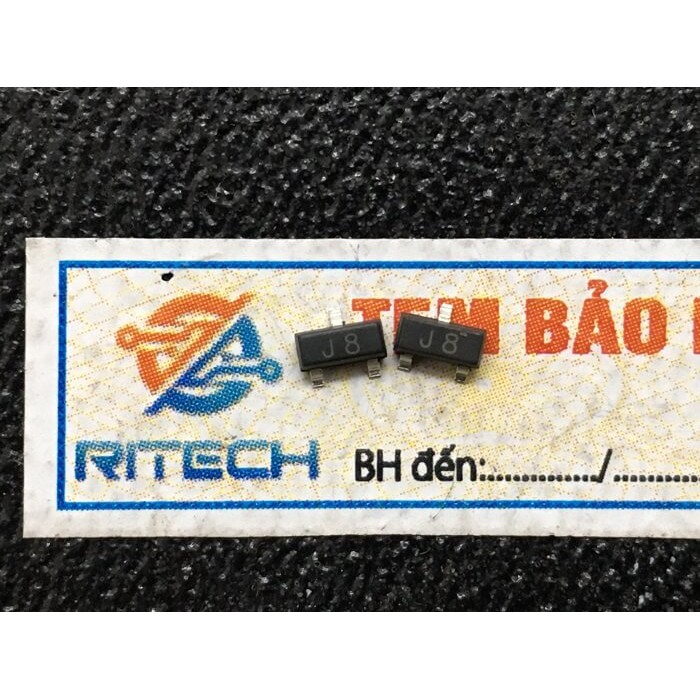 TEM BẢO
J8
J8
RITECH
BH đến:............/............